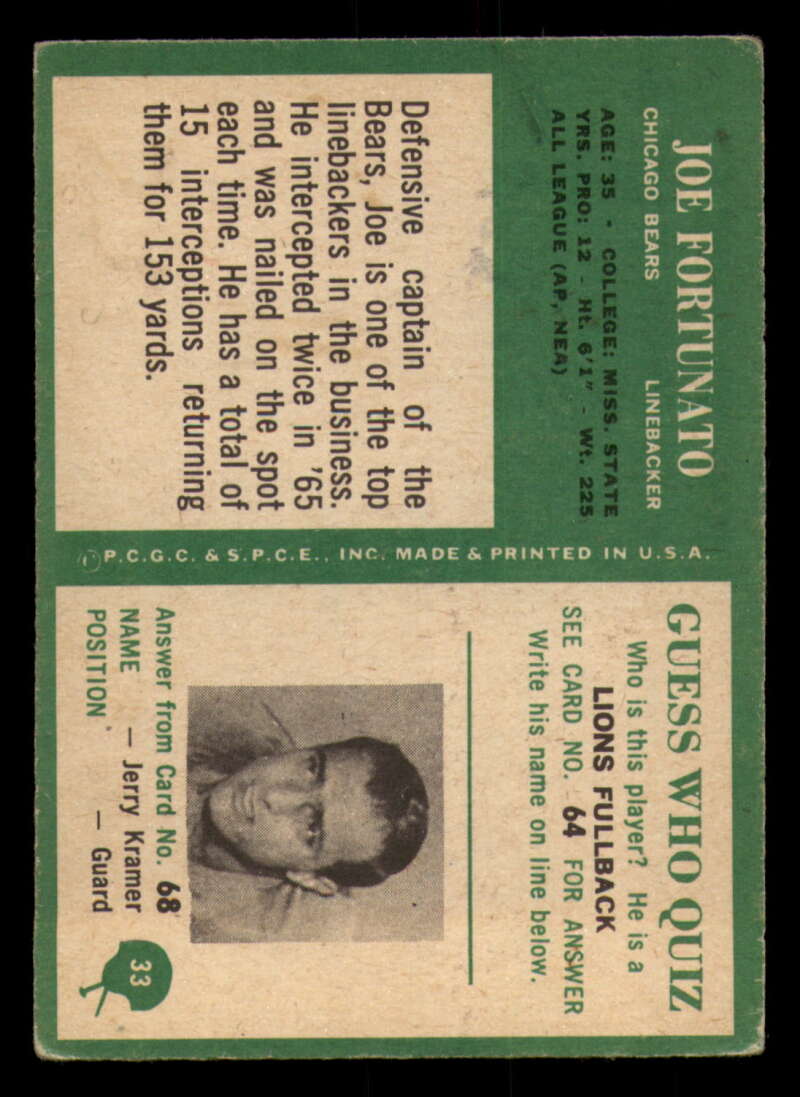 JOE FORTUNATO
CHICAGO BEARS LINEBACKER
AGE: 35 - COLLEGE: MISS. STATE
YRS. PRO: 12 - Ht. 6'1" - Wt. 225
ALL LEAGUE (AP, NEA)
Defensive captain of the
Bears, Joe is one of the top
linebackers in the business.
He intercepted twice in '65
and was nailed on the spot
each time. He has a total of
15 interceptions returning
them for 153 yards.
©P.C.G.C. & S.P.C.E., INC. MADE & PRINTED IN U.S.A.
GUESS WHO QUIZ
Who is this player? He is a
LIONS FULLBACK
SEE CARD NO. 64 FOR ANSWER
Write his name on line below.
Answer from Card No. 68
NAME — Jerry Kramer
POSITION — Guard
33